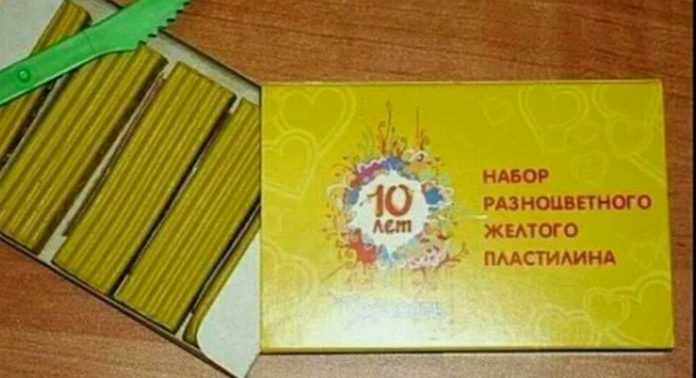 10
лет
НАБОР
РАЗНОЦВЕТНОГО
ЖЕЛТОГО
ПЛАСТИЛИНА